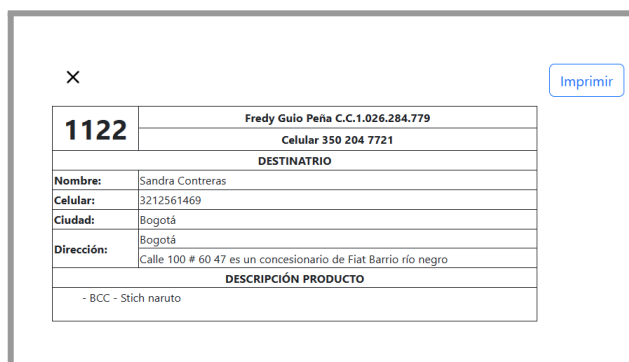 ×
Imprimir
1122
Fredy Guio Peña C.C.1.026.284.779
Celular 350 204 7721
DESTINATRIO
Nombre: Sandra Contreras
Celular: 3212561469
Ciudad: Bogotá
Dirección: Bogotá
Calle 100 # 60 47 es un concesionario de Fiat Barrio río negro
DESCRIPCIÓN PRODUCTO
- BCC - Stich naruto